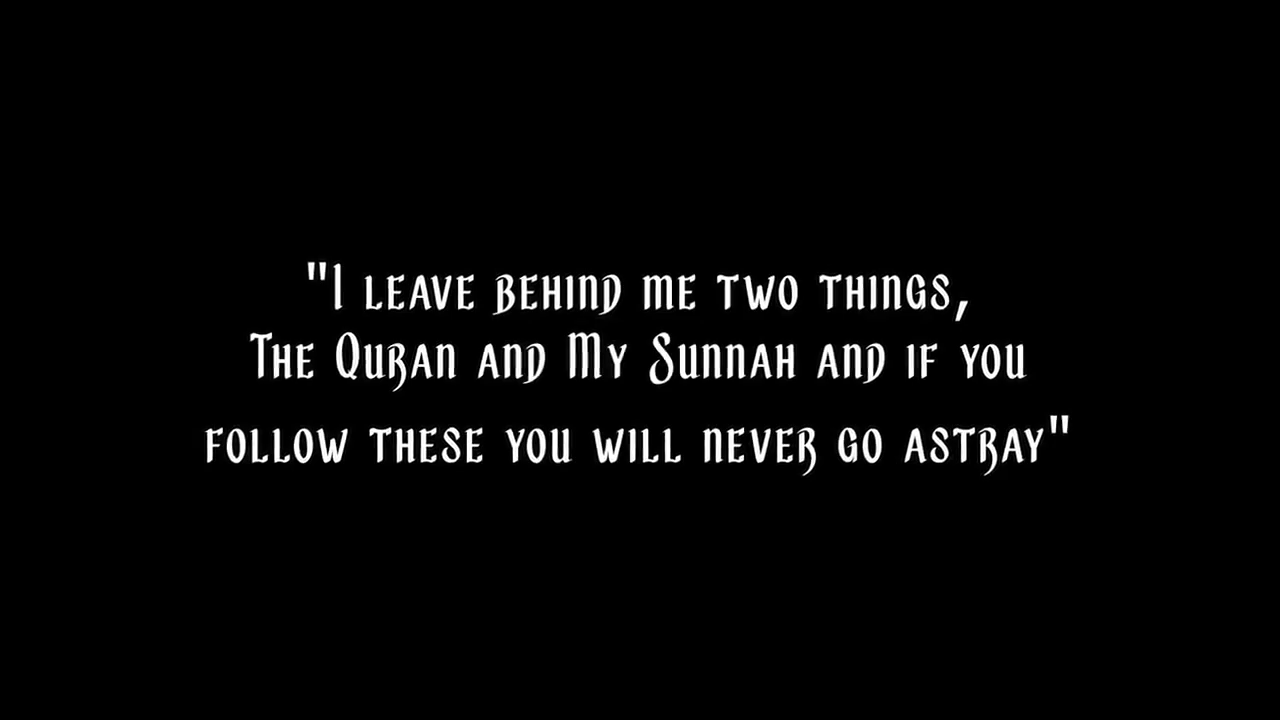 "I leave behind me two things,
The Quran and My Sunnah and if you
follow these you will never go astray"